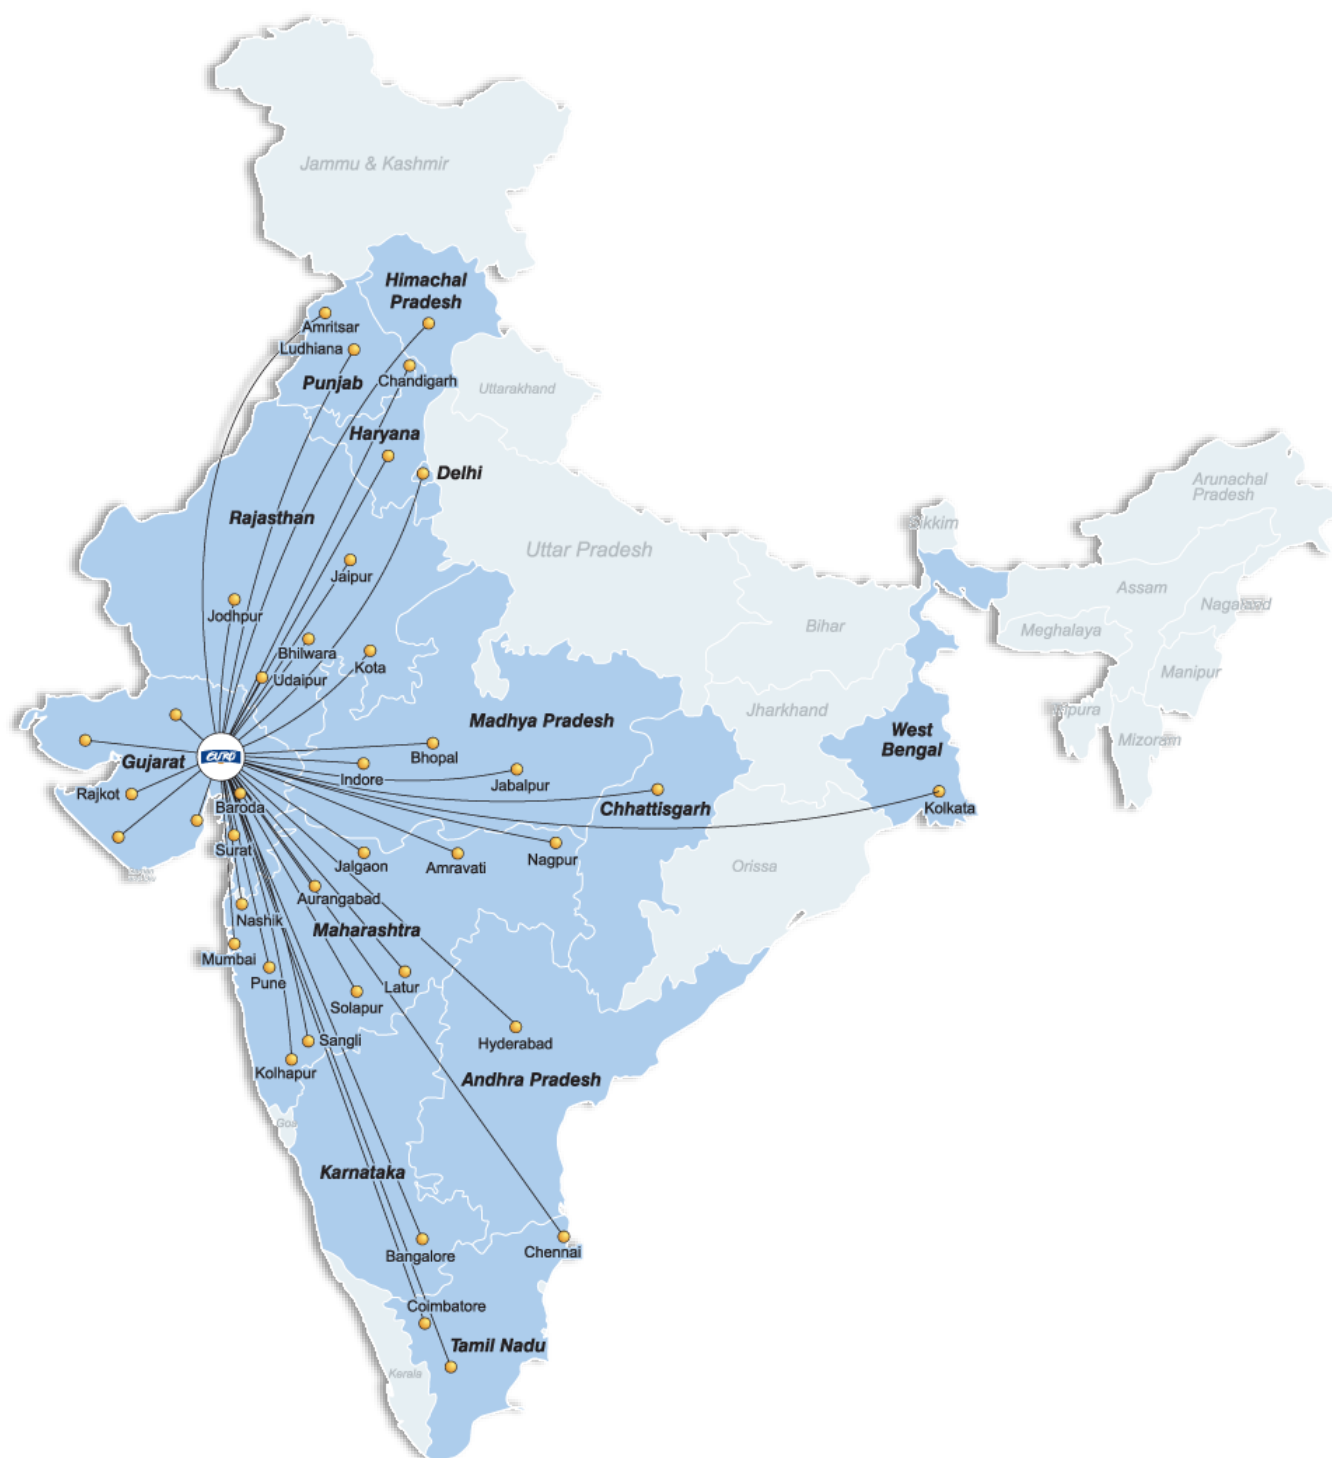 Jammu & Kashmir
Himachal
Pradesh
Amritsar
Ludhiana
Punjab
Chandigarh
Uttarakhand
Haryana
Delhi
Rajasthan
Uttar Pradesh
Sikkim
Arunachal
Pradesh
Assam
Nagaland
Meghalaya
Manipur
Tripura
Mizoram
Bihar
Jharkhand
Jaipur
Jodhpur
Bhilwara
Kota
Udaipur
Madhya Pradesh
West
Bengal
Bhopal
Gujarat
EURO
Indore
Jabalpur
Rajkot
Baroda
Chhattisgarh
Kolkata
Surat
Jalgaon
Amravati
Nagpur
Orissa
Aurangabad
Nashik
Maharashtra
Mumbai
Pune
Latur
Solapur
Sangli
Hyderabad
Kolhapur
Andhra Pradesh
Goa
Karnataka
Bangalore
Chennai
Coimbatore
Tamil Nadu
Kerala